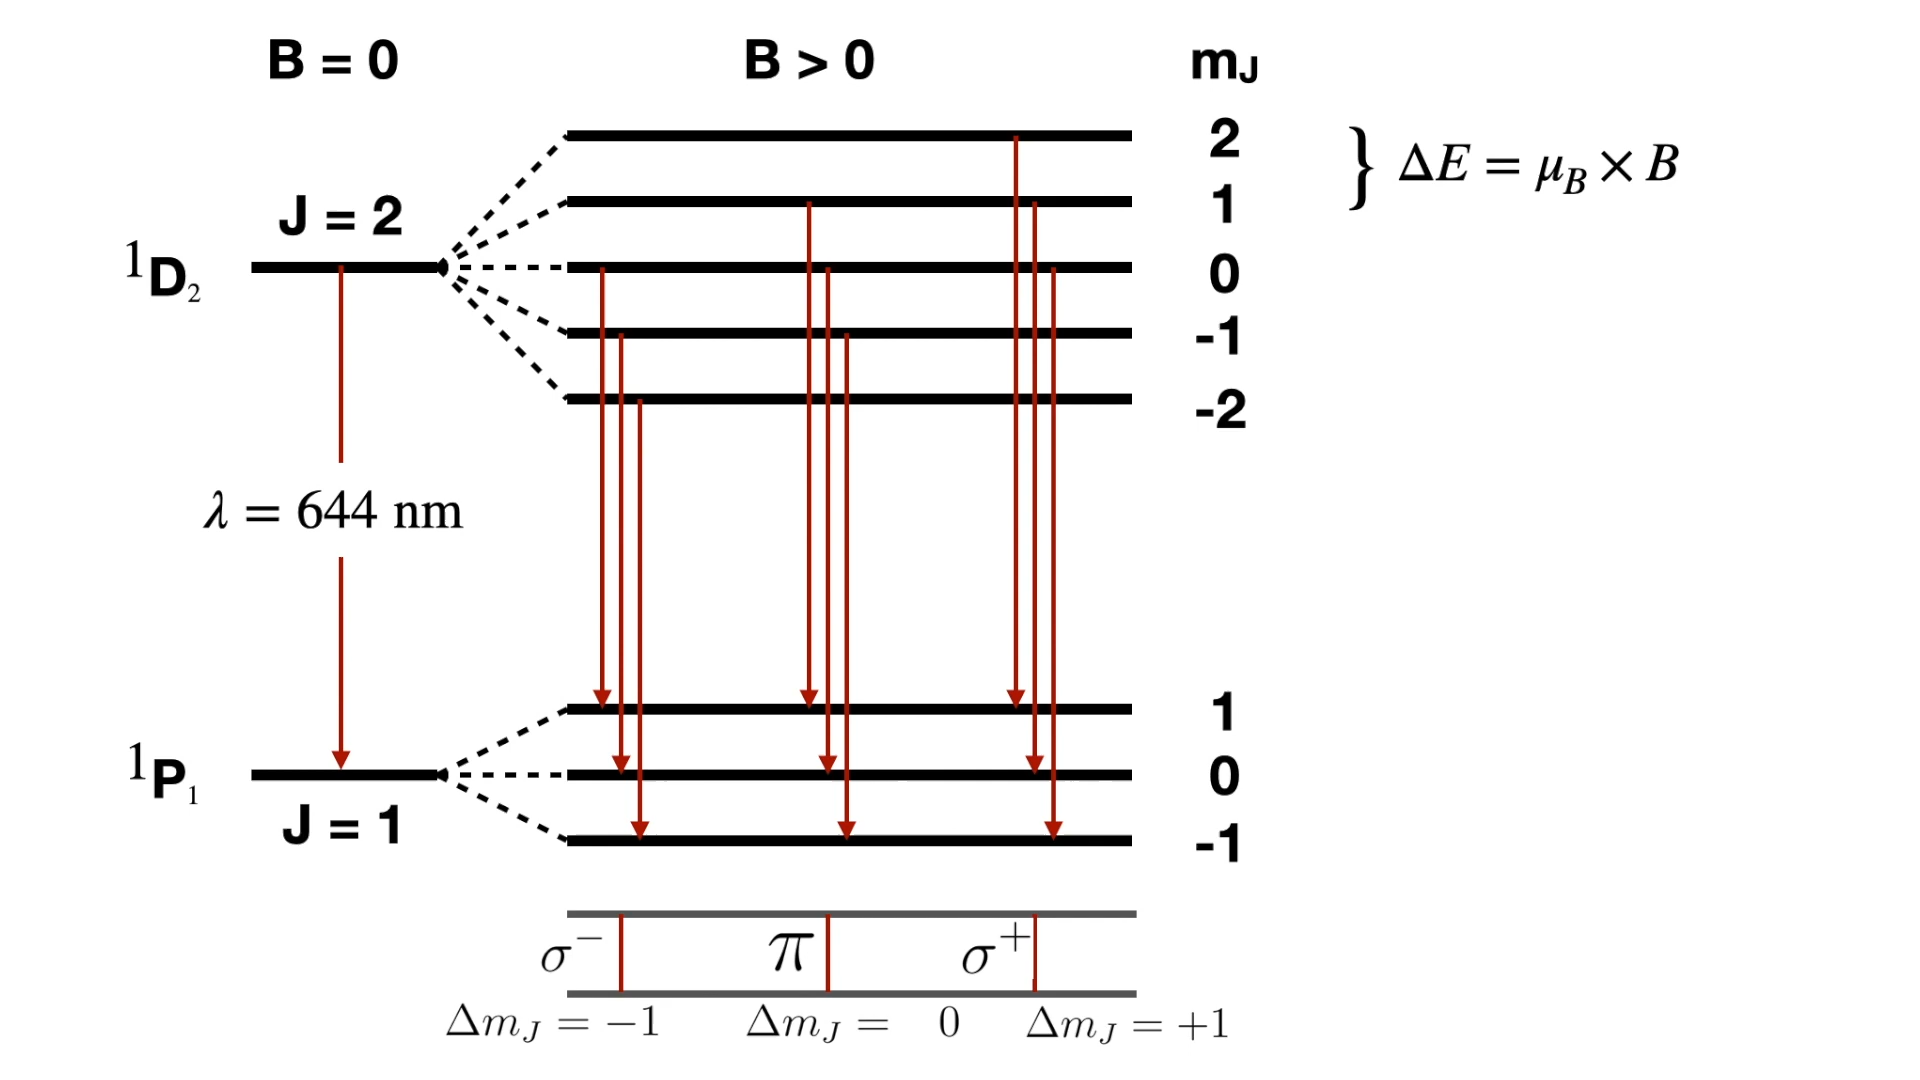 B = 0 B > 0 mJ
2
} ΔE = μB × B
1
J = 2
¹D₂
0
-1
-2
λ = 644 nm
1
¹P₁
0
J = 1
-1
σ⁻ π σ⁺
ΔmJ = −1 ΔmJ = 0 ΔmJ = +1